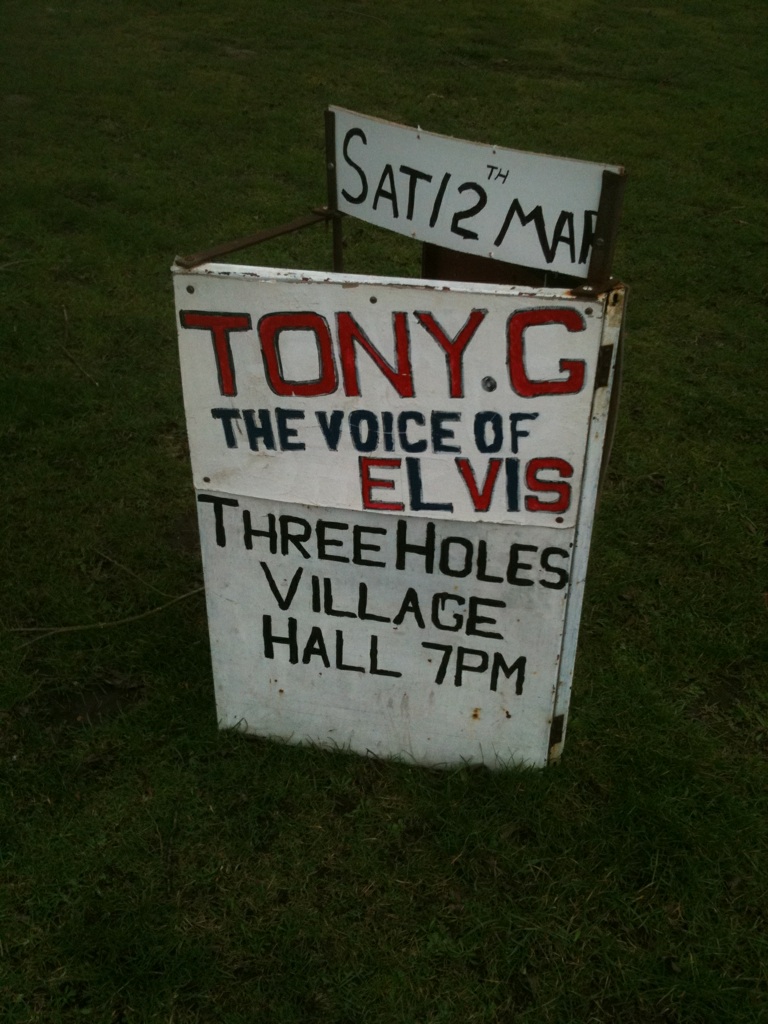 SAT 12TH MAR
TONY.G
THE VOICE OF
ELVIS
THREE HOLES
VILLAGE
HALL 7PM